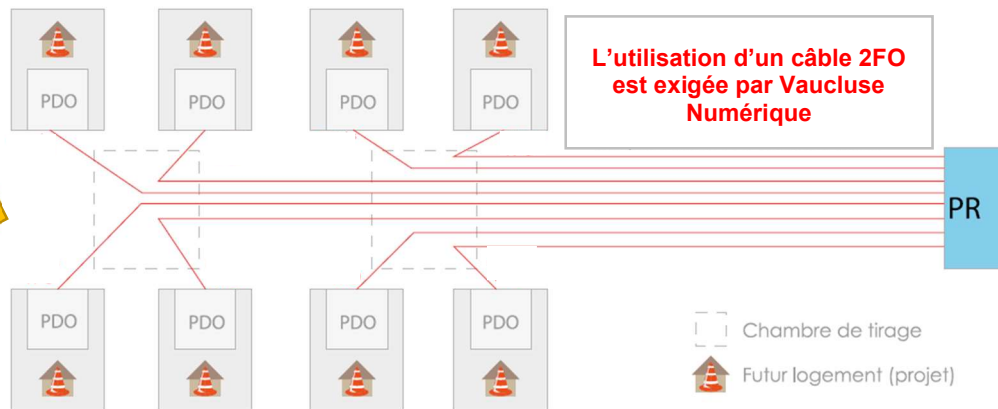 L'utilisation d'un câble 2FO
est exigée par Vaucluse
Numérique
PDO
PDO
PDO
PDO
PR
PDO
PDO
PDO
PDO
Chambre de tirage
Futur logement (projet)